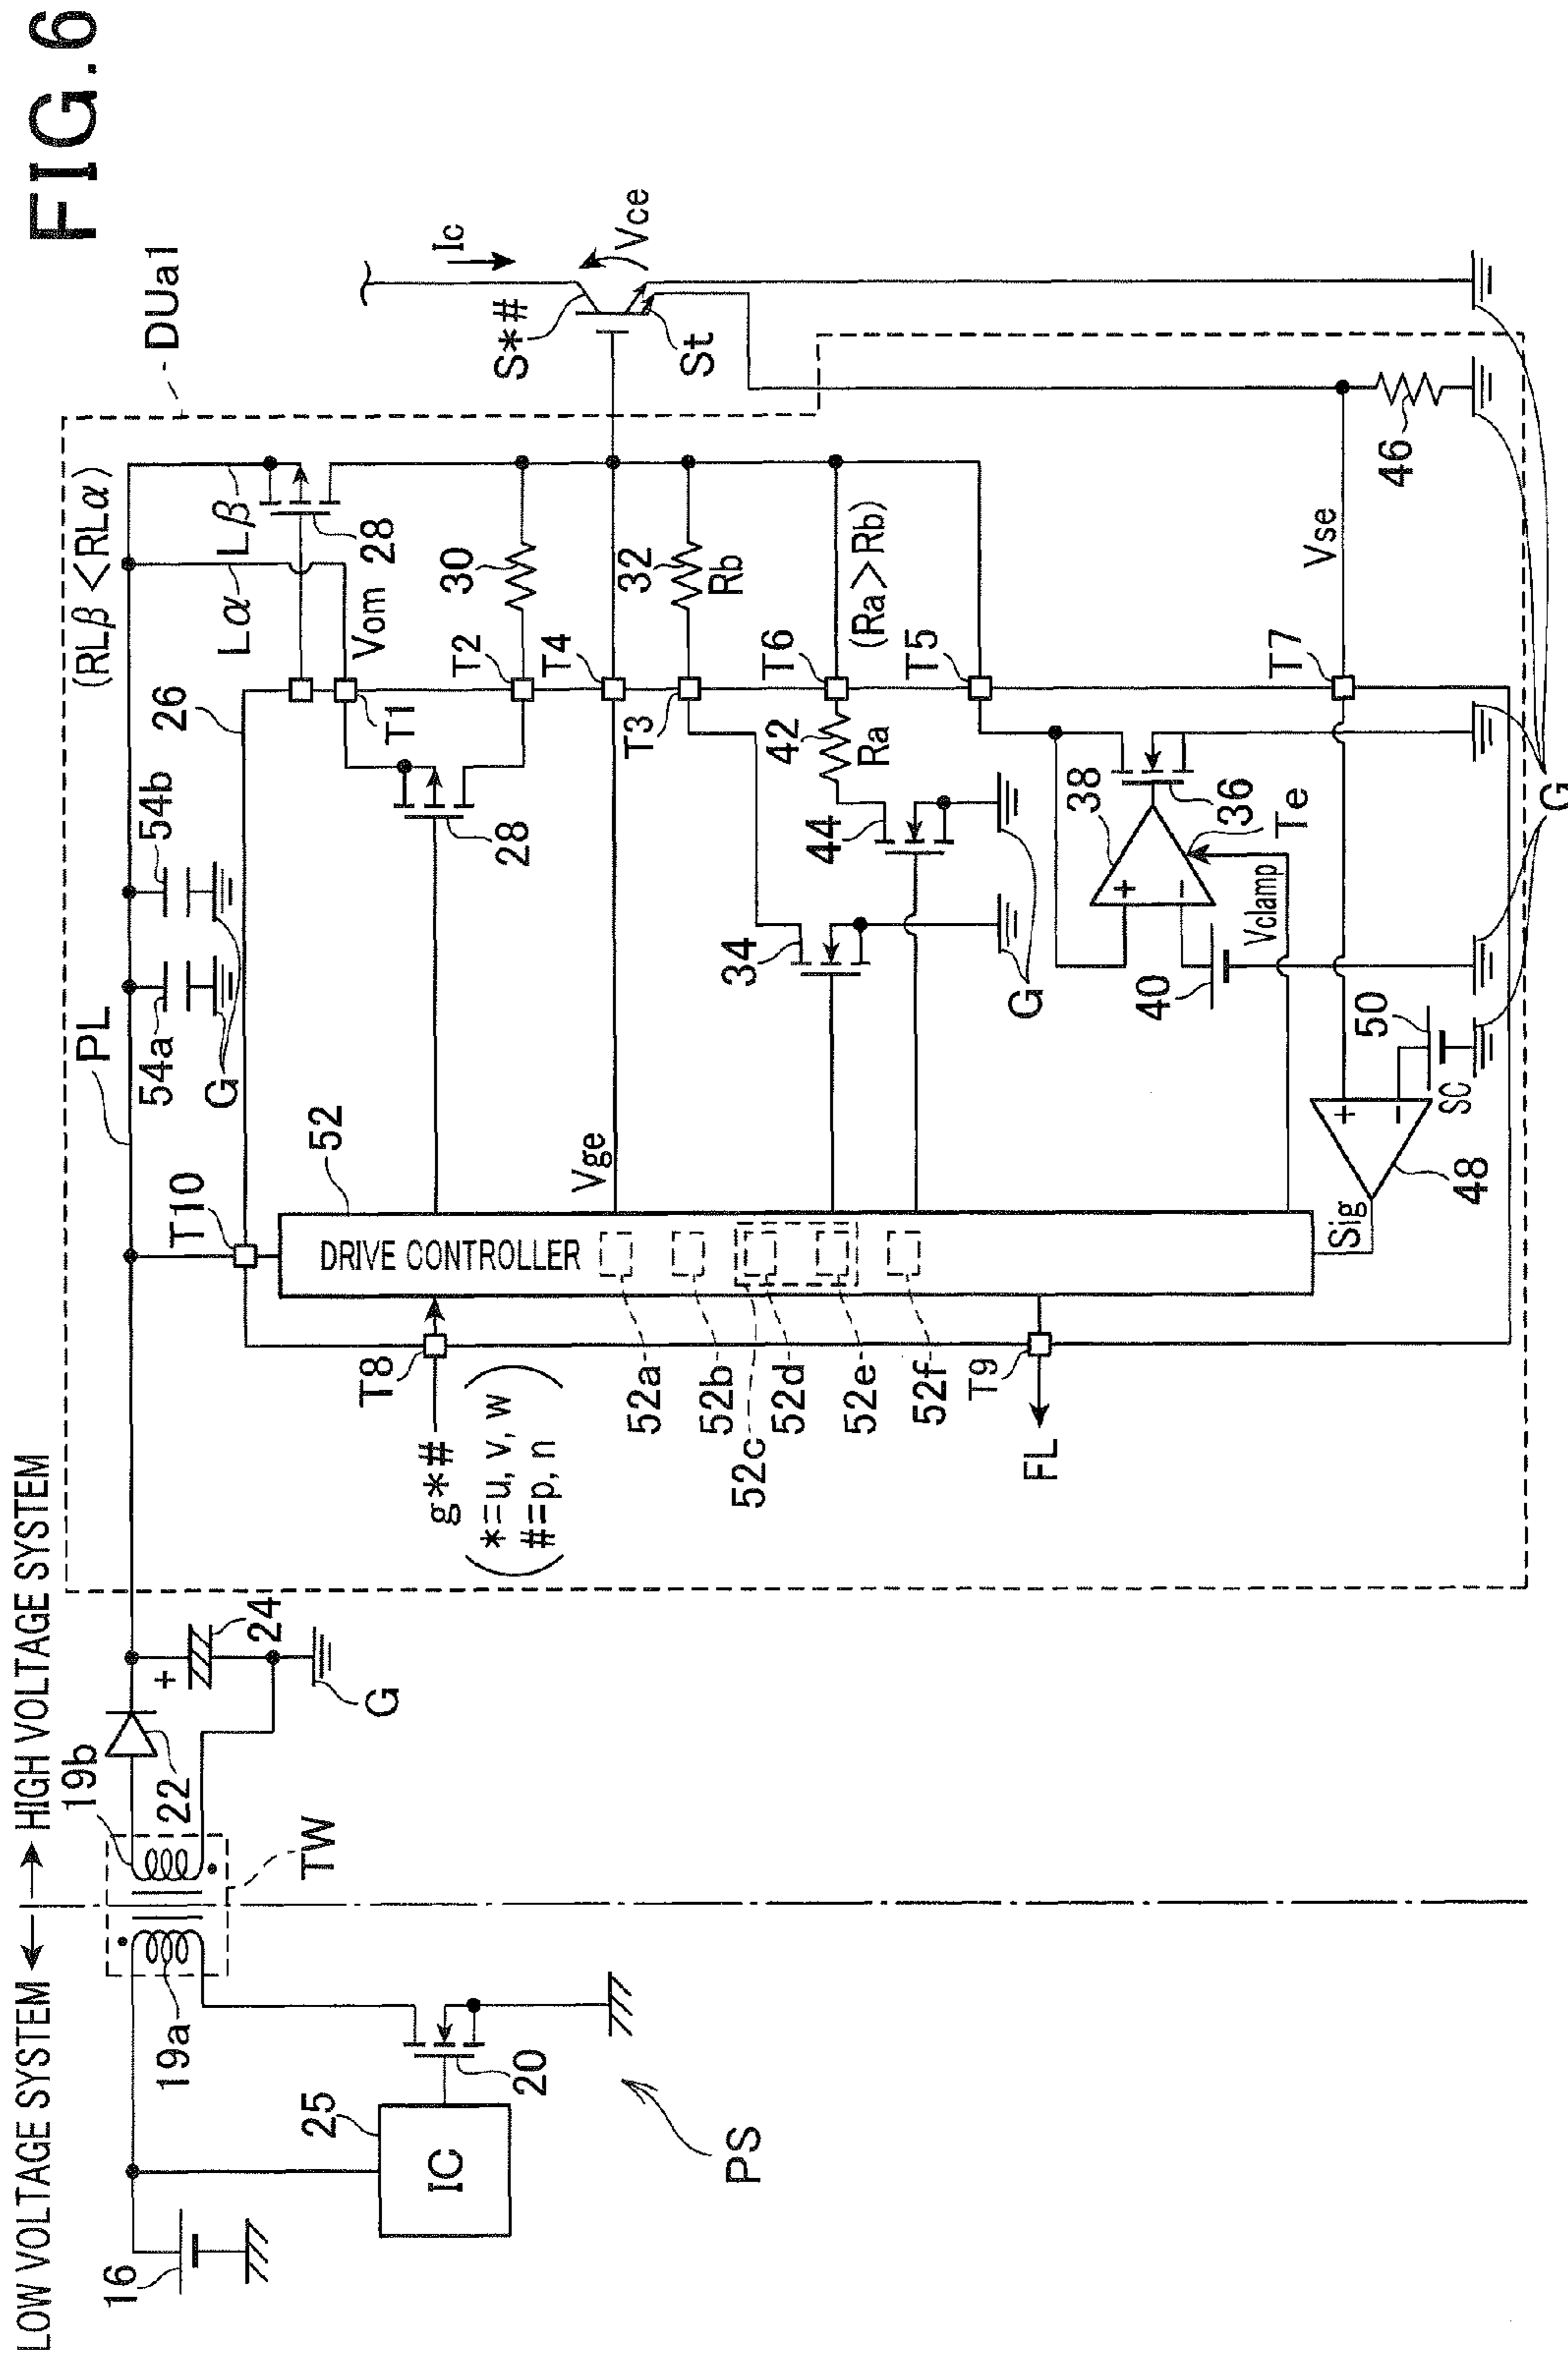 FIG.6
LOW VOLTAGE SYSTEM
HIGH VOLTAGE SYSTEM
16
25
IC
20
PS
19a
19b
TW
22
+
24
G
PL
54a
54b
G
DUa1
(RLβ < RLα)
Lα
Lβ
28
26
T10
T8
g*#
(*=u, v, w
#=p, n)
52
DRIVE CONTROLLER
52a
52b
52c
52d
52e
52f
T9
FL
28
T1
Vom
T2
30
T4
Vge
T3
32
Rb
34
44
42
Ra
T6
(Ra>Rb)
G
T5
38
36
+
-
40
Vclamp
Te
T7
Vse
46
48
+
-
50
SC
Sig
G
S*#
St
Ic
Vce